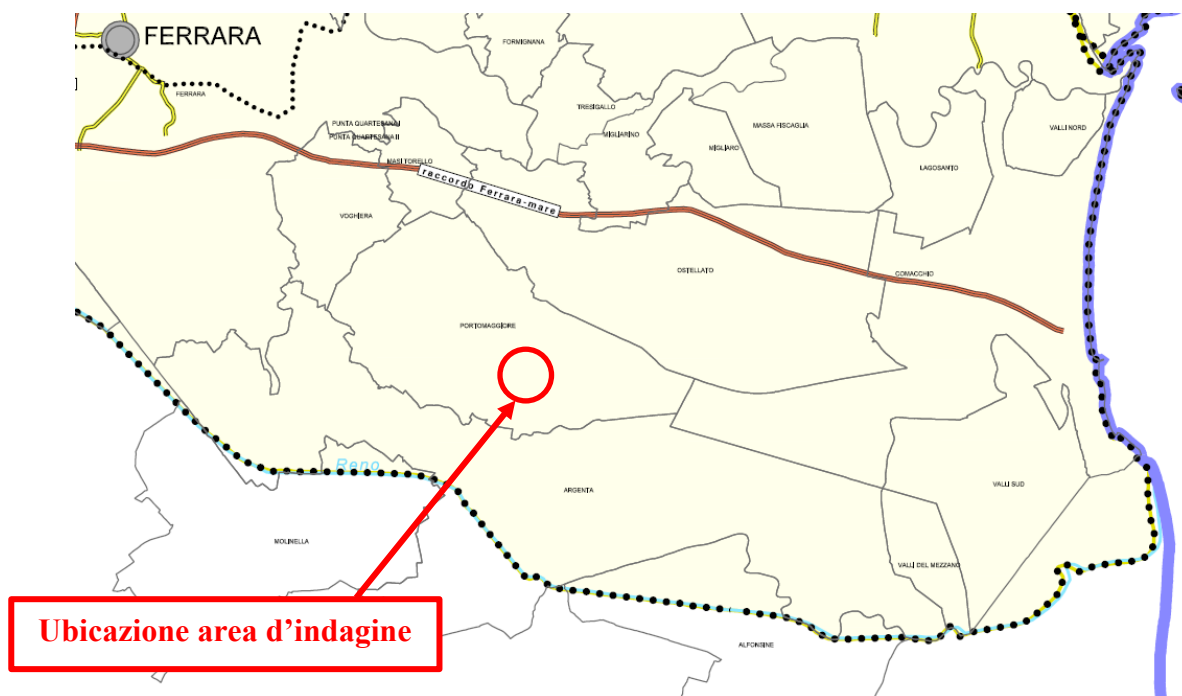 FERRARA
FORMIGNANA
FERRARA
TRESIGALLO
PUNTA QUARTESANA I
MASSA FISCAGLIA
VALLI NORD
PUNTA QUARTESANA II
MIGLIARINO
MIGLIARO
MASI TORELLO
LAGOSANTO
raccordo Ferrara-mare
VOGHIERA
OSTELLATO
COMACCHIO
PORTOMAGGIORE
Reno
ARGENTA
VALLI SUD
MOLINELLA
VALLI DEL MEZZANO
Ubicazione area d’indagine
ALFONSINE